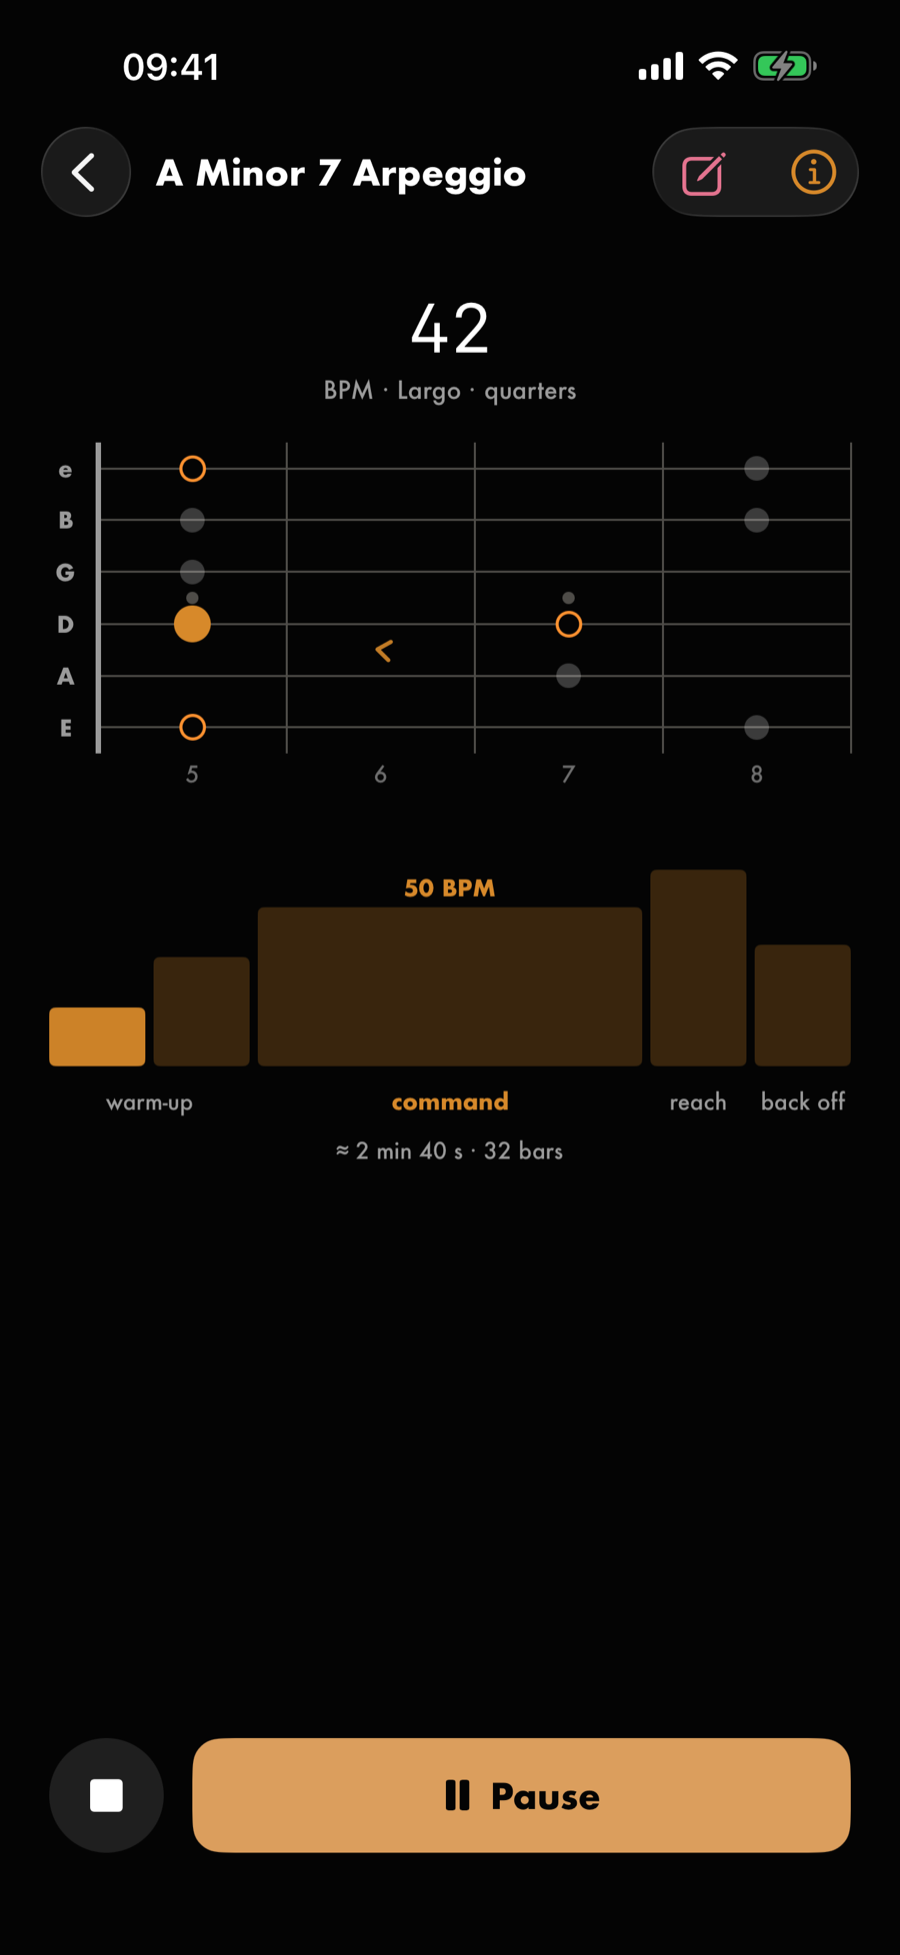 09:41
A Minor 7 Arpeggio
42
BPM · Largo · quarters
e
B
G
D
A
E
5 6 7 8
50 BPM
warm-up command reach back off
≈ 2 min 40 s · 32 bars
Pause